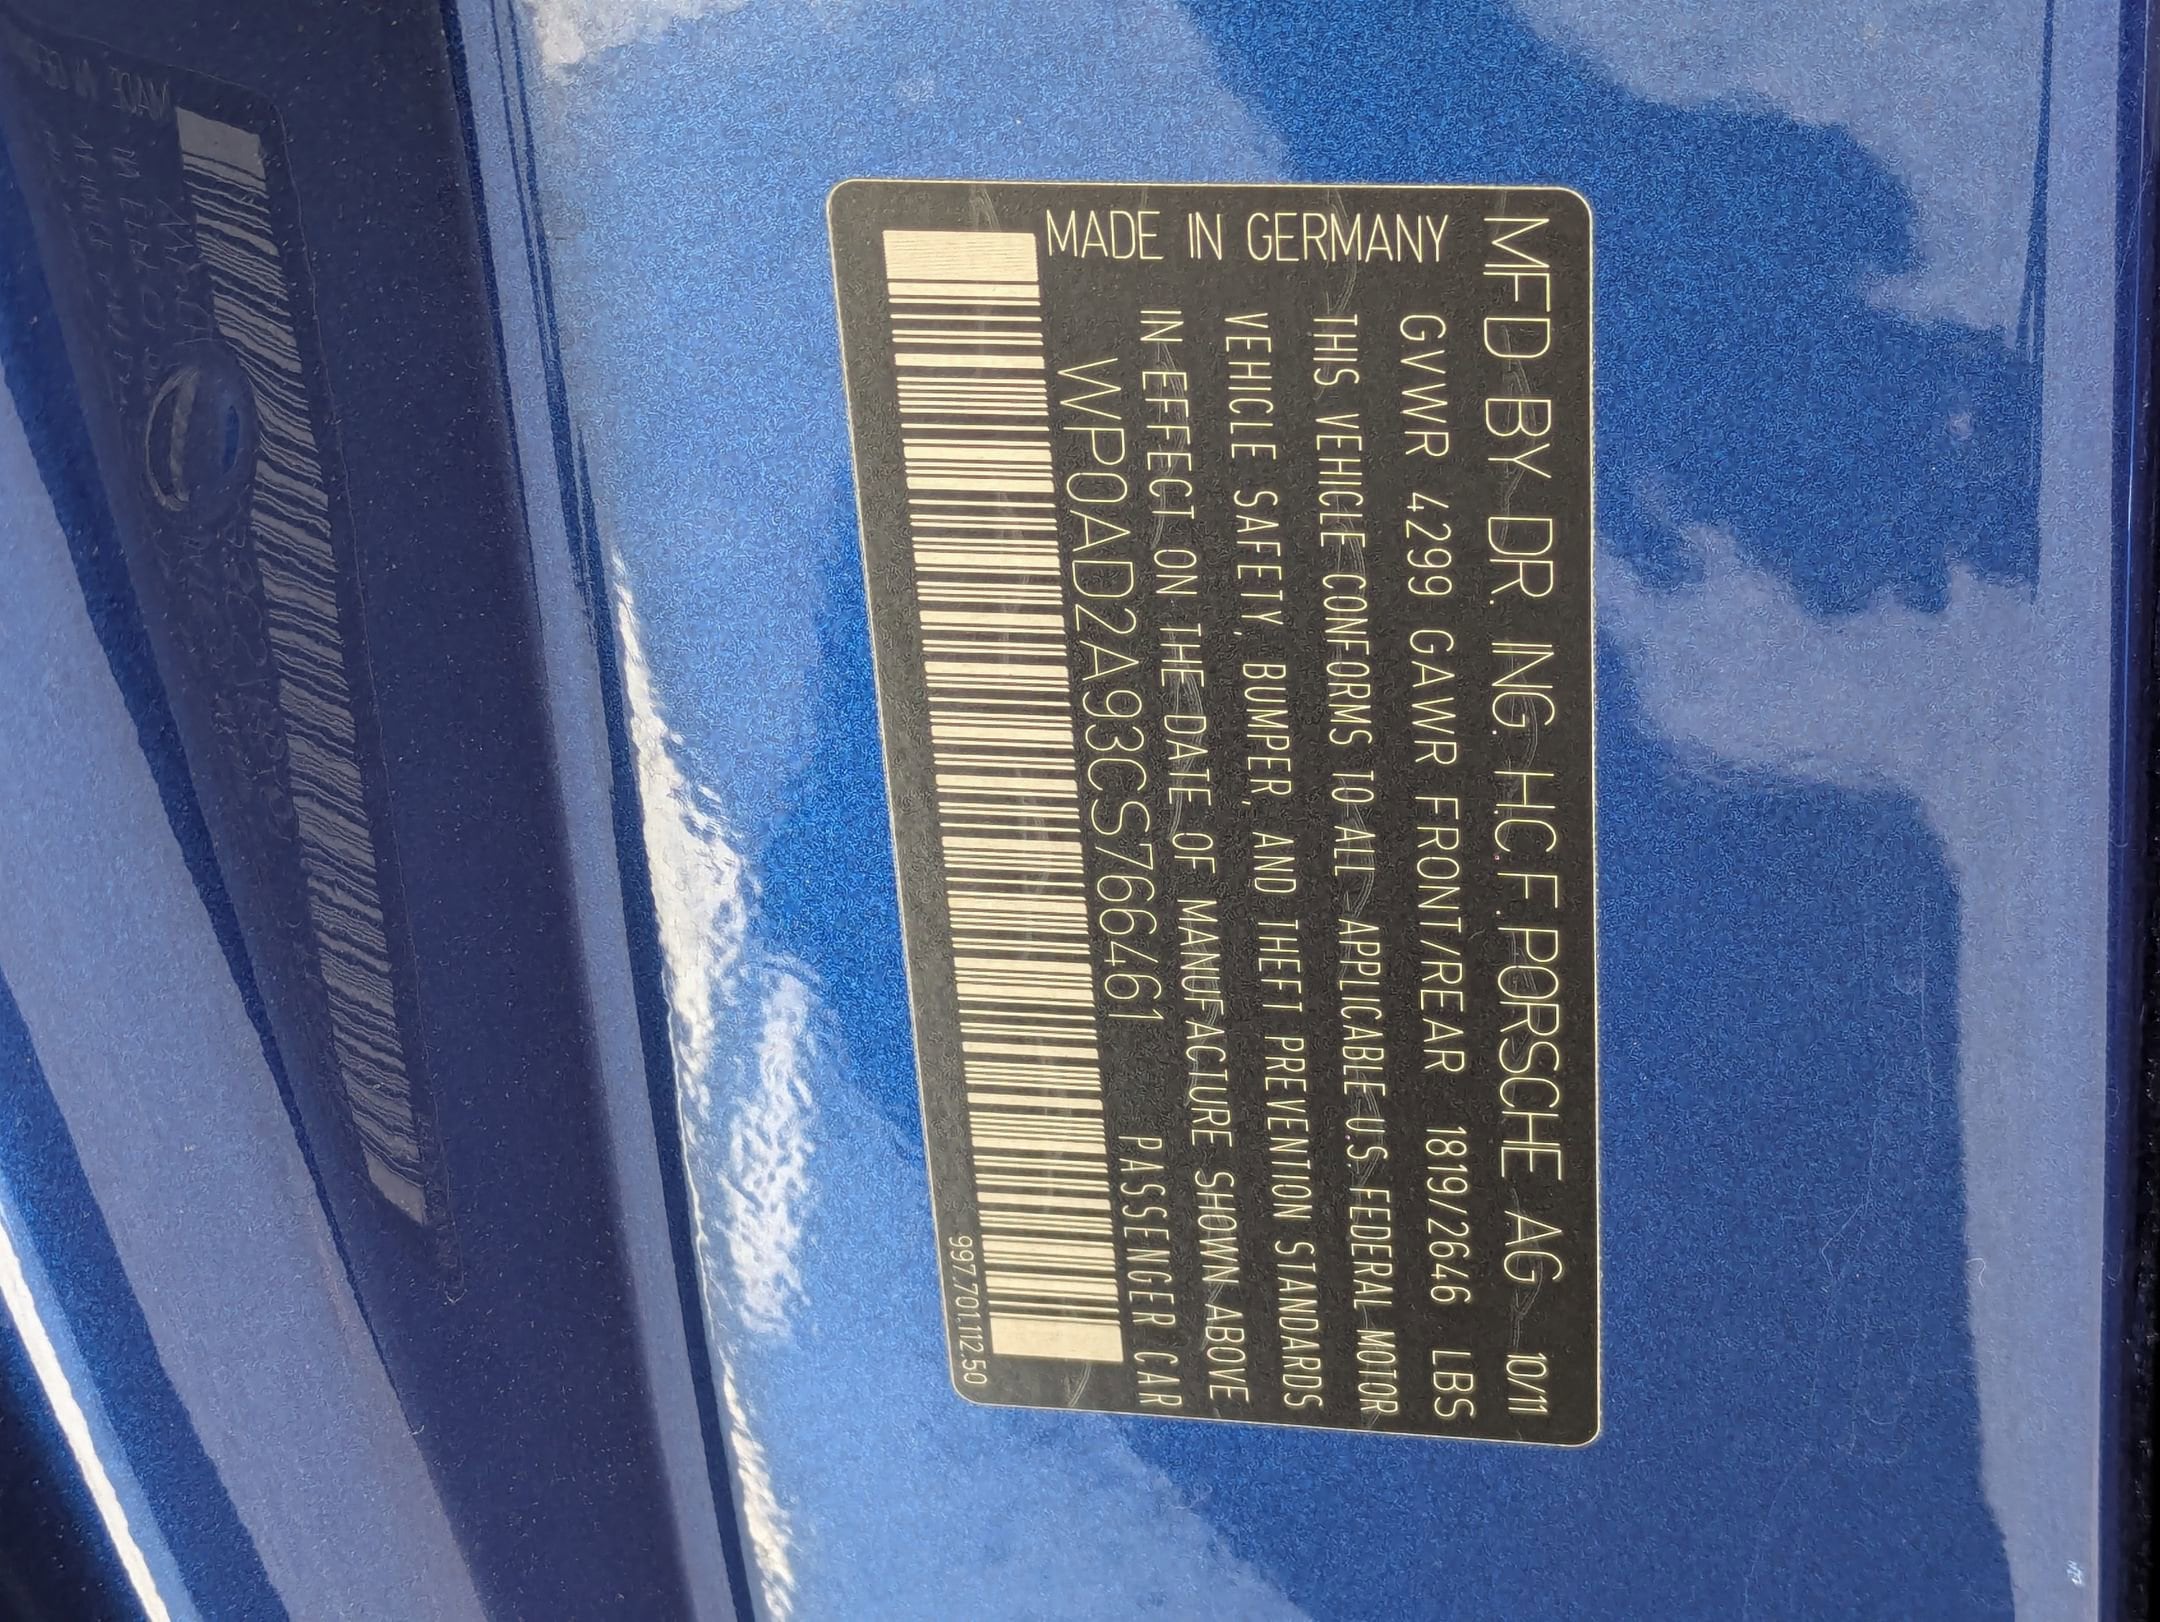 MFD BY DR. ING. H.C.F. PORSCHE AG 10/11
GVWR 4299 GAWR FRONT/REAR 1819/2646 LBS
THIS VEHICLE CONFORMS TO ALL APPLICABLE U.S. FEDERAL MOTOR
VEHICLE SAFETY, BUMPER, AND THEFT PREVENTION STANDARDS
IN EFFECT ON THE DATE OF MANUFACTURE SHOWN ABOVE
MADE IN GERMANY
WP0AD2A93CS766461 PASSENGER CAR
997.701.112.50